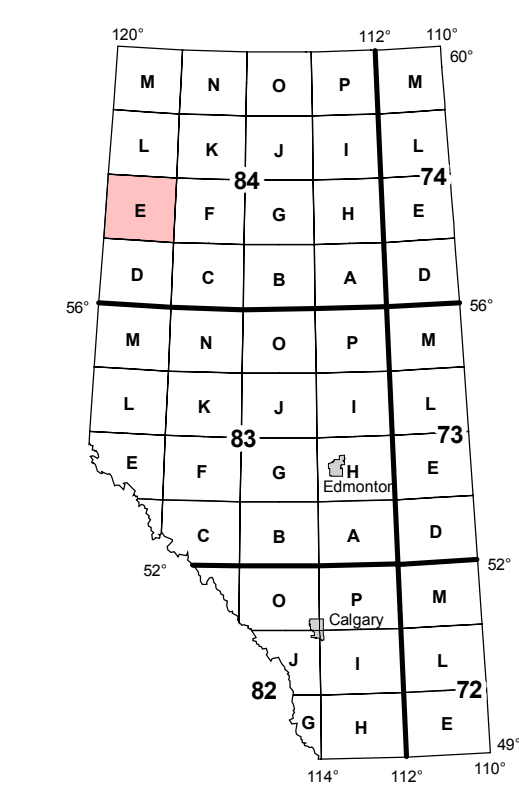 120° 112° 110°
60°
M N O P M
L K J I L
84 74
E F G H E
D C B A D
56° 56°
M N O P M
L K J I L
83 73
E F G H E
Edmonton
C B A D
52° 52°
O P M
Calgary
J I L
82 72
G H E
49°
114° 112° 110°